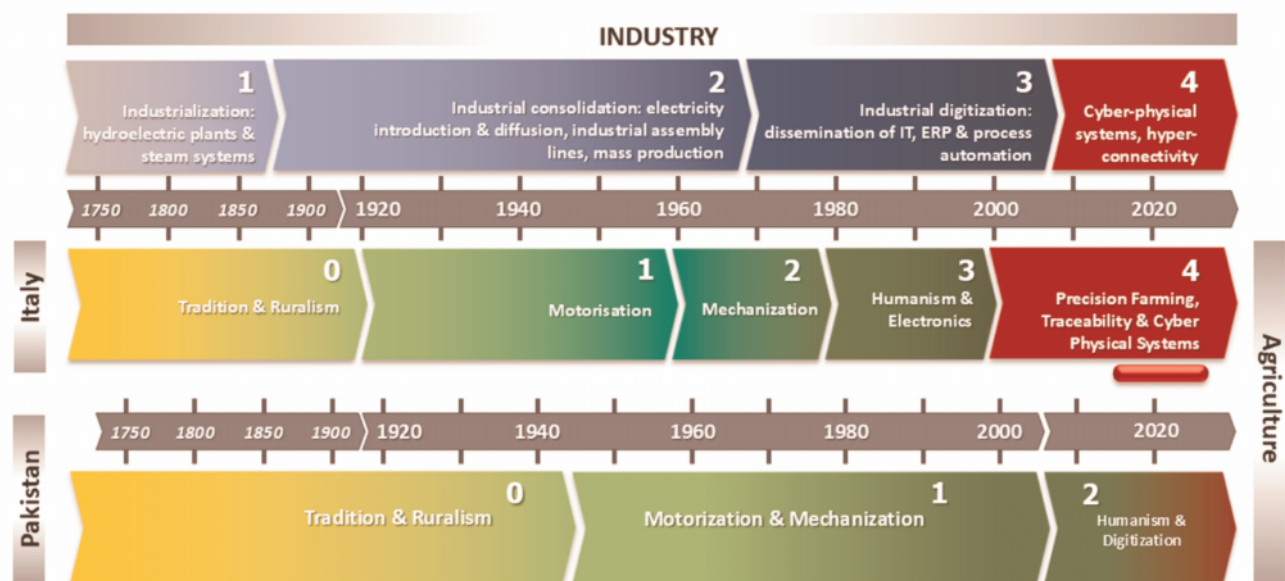 INDUSTRY
1
Industrialization:
hydroelectric plants &
steam systems
2
Industrial consolidation: electricity
introduction & diffusion, industrial assembly
lines, mass production
3
Industrial digitization:
dissemination of IT, ERP & process
automation
4
Cyber-physical
systems, hyper-
connectivity
1750 1800 1850 1900 1920 1940 1960 1980 2000 2020
Italy
0
Tradition & Ruralism
1
Motorisation
2
Mechanization
3
Humanism &
Electronics
4
Precision Farming,
Traceability & Cyber
Physical Systems
Agriculture
1750 1800 1850 1900 1920 1940 1960 1980 2000 2020
Pakistan
0
Tradition & Ruralism
1
Motorization & Mechanization
2
Humanism &
Digitization